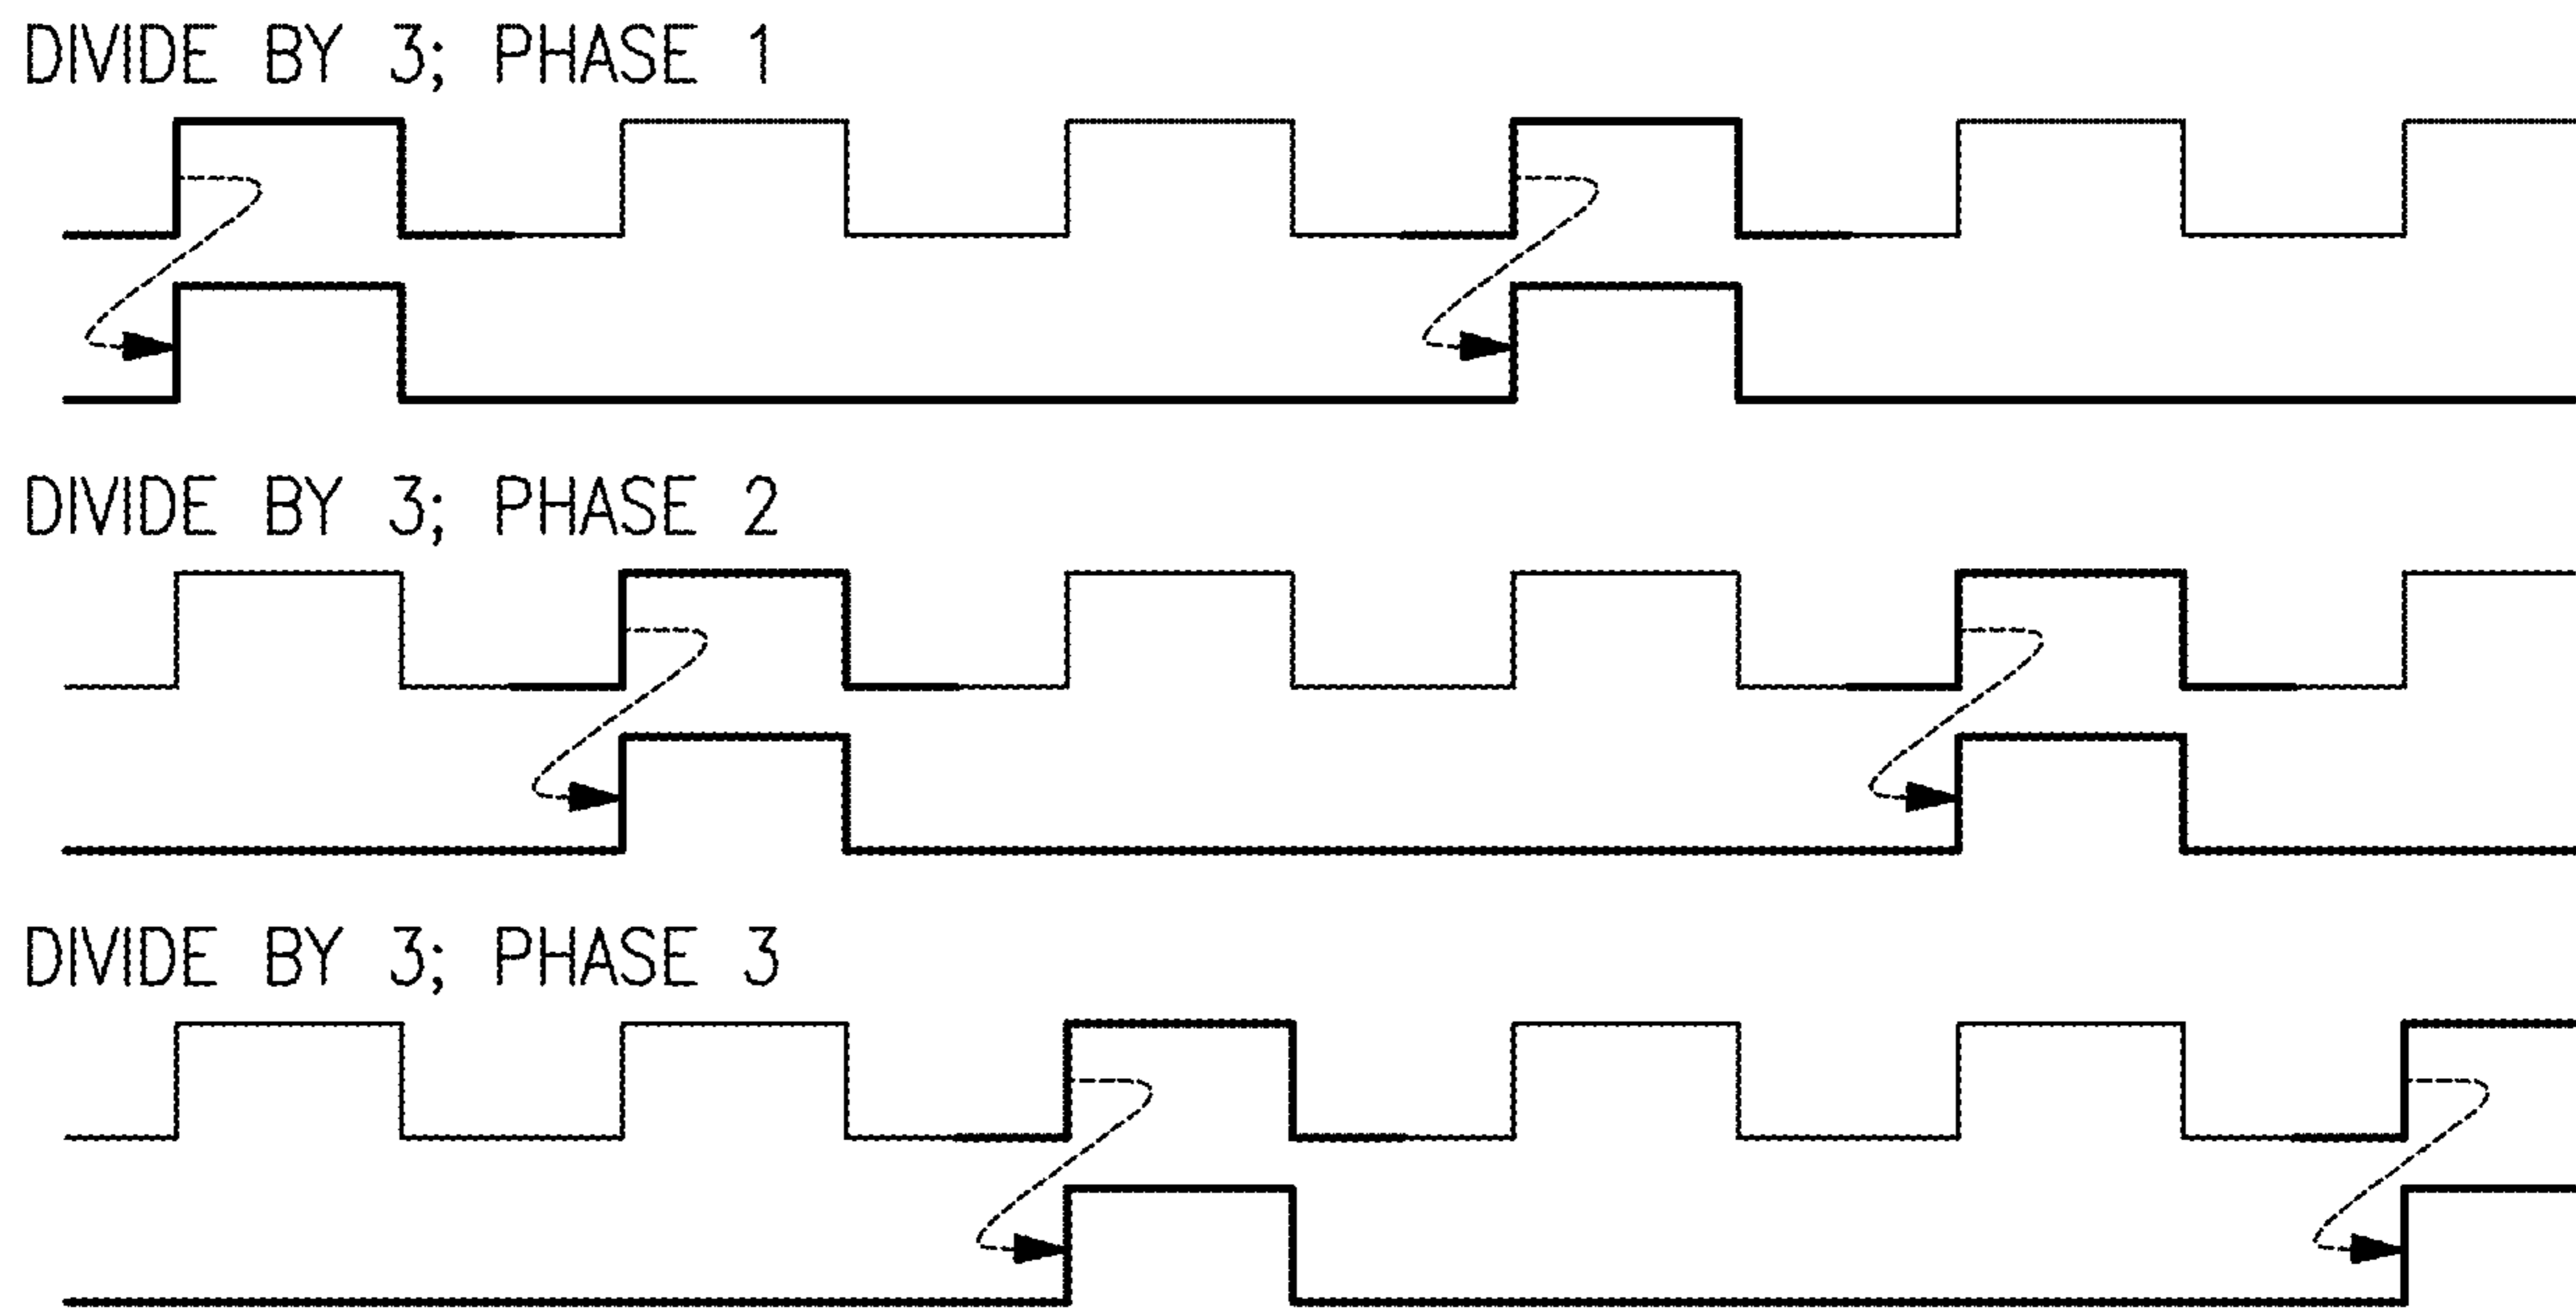 DIVIDE BY 3; PHASE 1
DIVIDE BY 3; PHASE 2
DIVIDE BY 3; PHASE 3